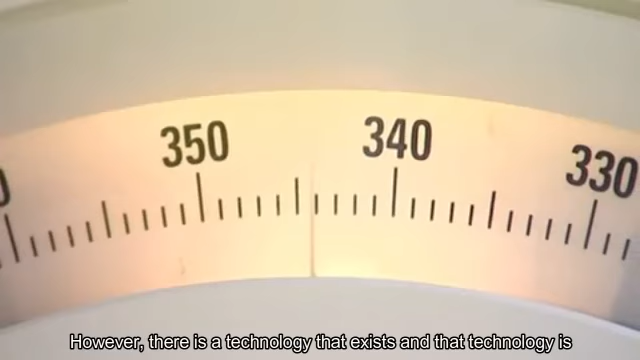 350 340 330
However, there is a technology that exists and that technology is